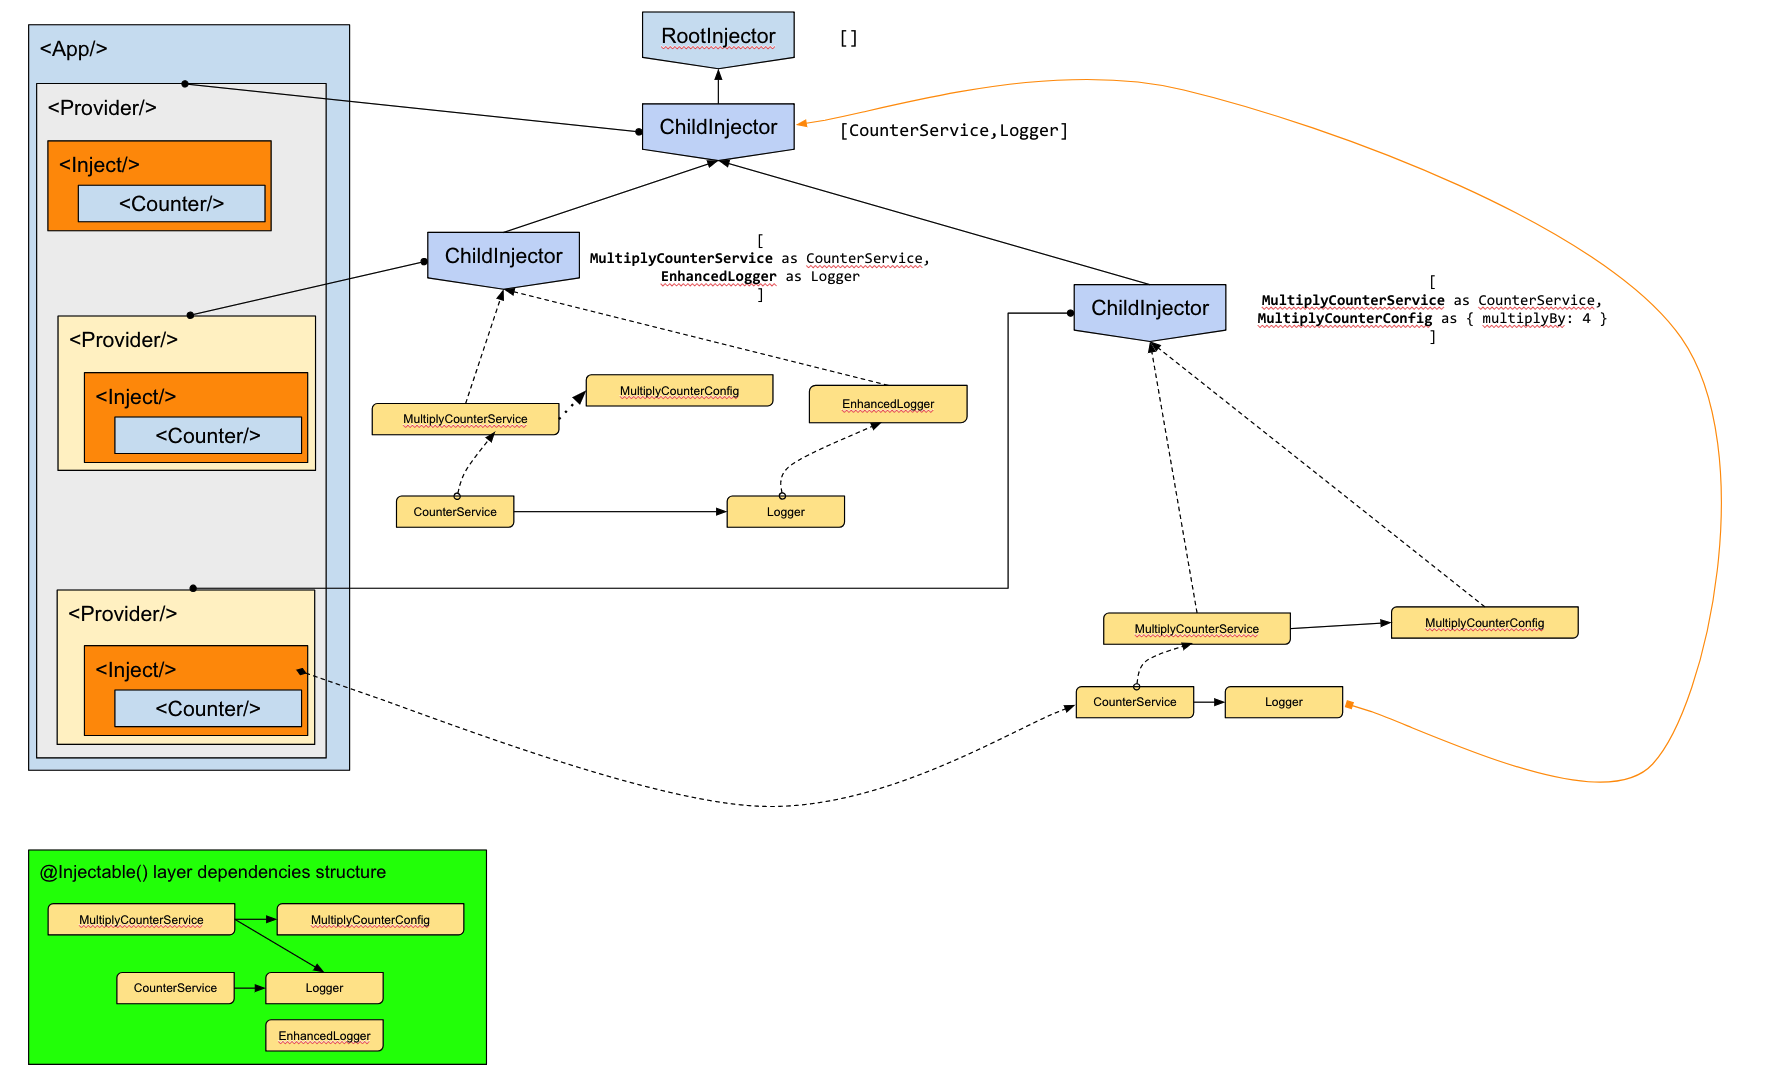 <App/>
<Provider/>
<Inject/>
<Counter/>
<Provider/>
<Inject/>
<Counter/>
<Provider/>
<Inject/>
<Counter/>
RootInjector
[]
ChildInjector
[CounterService,Logger]
ChildInjector
[
MultiplyCounterService as CounterService,
EnhancedLogger as Logger
]
ChildInjector
[
MultiplyCounterService as CounterService,
MultiplyCounterConfig as { multiplyBy: 4 }
]
MultiplyCounterService
MultiplyCounterConfig
EnhancedLogger
CounterService
Logger
MultiplyCounterService
MultiplyCounterConfig
CounterService
Logger
@Injectable() layer dependencies structure
MultiplyCounterService
MultiplyCounterConfig
CounterService
Logger
EnhancedLogger